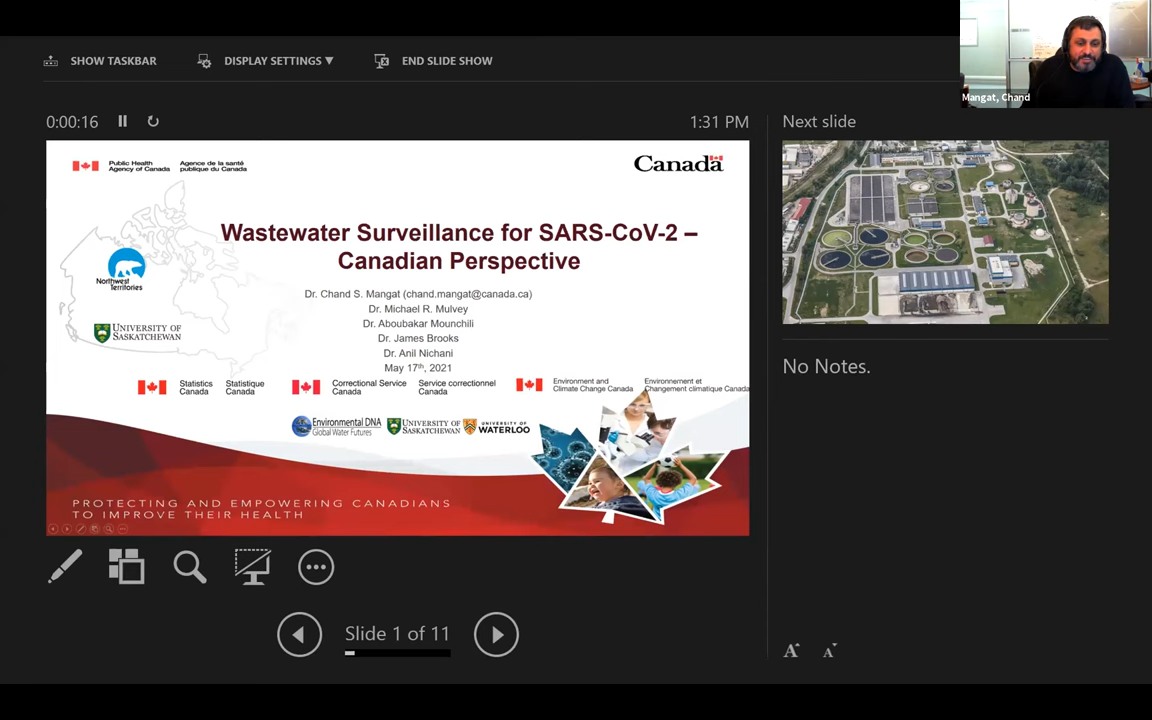 SHOW TASKBAR
DISPLAY SETTINGS ▼
END SLIDE SHOW
Mangat, Chand
0:00:16
1:31 PM
Next slide
Public Health
Agency of Canada
Agence de la santé
publique du Canada
Canada
Wastewater Surveillance for SARS-CoV-2 –
Canadian Perspective
Northwest
Territories
Dr. Chand S. Mangat (chand.mangat@canada.ca)
Dr. Michael R. Mulvey
Dr. Aboubakar Mounchili
Dr. James Brooks
Dr. Anil Nichani
May 17th, 2021
UNIVERSITY OF
SASKATCHEWAN
Statistics
Canada
Statistique
Canada
Correctional Service
Canada
Service correctionnel
Canada
Environment and
Climate Change Canada
Environnement et
Changement climatique Canada
Environmental DNA
Global Water Futures
UNIVERSITY OF
SASKATCHEWAN
UNIVERSITY OF
WATERLOO
PROTECTING AND EMPOWERING CANADIANS
TO IMPROVE THEIR HEALTH
No Notes.
Slide 1 of 11
A A